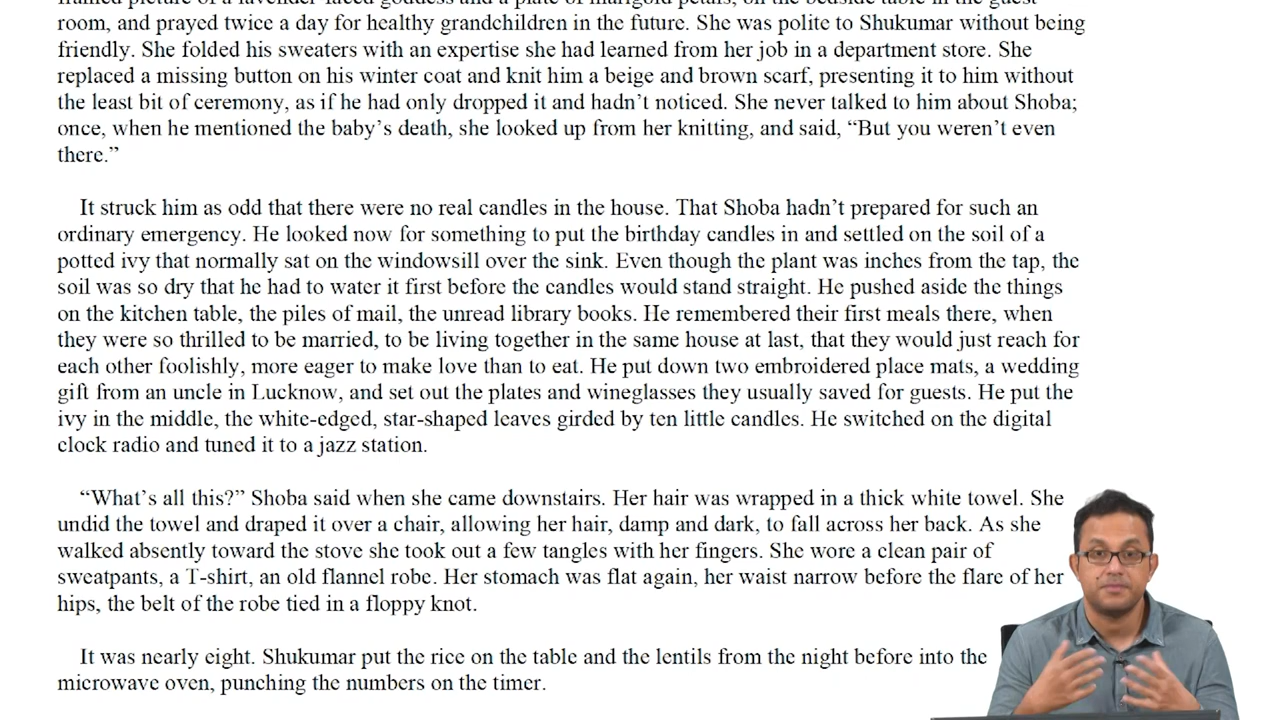 framed picture of a lavender-faced goddess and a plate of marigold petals, on the bedside table in the guest
room, and prayed twice a day for healthy grandchildren in the future. She was polite to Shukumar without being
friendly. She folded his sweaters with an expertise she had learned from her job in a department store. She
replaced a missing button on his winter coat and knit him a beige and brown scarf, presenting it to him without
the least bit of ceremony, as if he had only dropped it and hadn’t noticed. She never talked to him about Shoba;
once, when he mentioned the baby’s death, she looked up from her knitting, and said, “But you weren’t even
there.”
It struck him as odd that there were no real candles in the house. That Shoba hadn’t prepared for such an
ordinary emergency. He looked now for something to put the birthday candles in and settled on the soil of a
potted ivy that normally sat on the windowsill over the sink. Even though the plant was inches from the tap, the
soil was so dry that he had to water it first before the candles would stand straight. He pushed aside the things
on the kitchen table, the piles of mail, the unread library books. He remembered their first meals there, when
they were so thrilled to be married, to be living together in the same house at last, that they would just reach for
each other foolishly, more eager to make love than to eat. He put down two embroidered place mats, a wedding
gift from an uncle in Lucknow, and set out the plates and wineglasses they usually saved for guests. He put the
ivy in the middle, the white-edged, star-shaped leaves girded by ten little candles. He switched on the digital
clock radio and tuned it to a jazz station.
“What’s all this?” Shoba said when she came downstairs. Her hair was wrapped in a thick white towel. She
undid the towel and draped it over a chair, allowing her hair, damp and dark, to fall across her back. As she
walked absently toward the stove she took out a few tangles with her fingers. She wore a clean pair of
sweatpants, a T-shirt, an old flannel robe. Her stomach was flat again, her waist narrow before the flare of her
hips, the belt of the robe tied in a floppy knot.
It was nearly eight. Shukumar put the rice on the table and the lentils from the night before into the
microwave oven, punching the numbers on the timer.